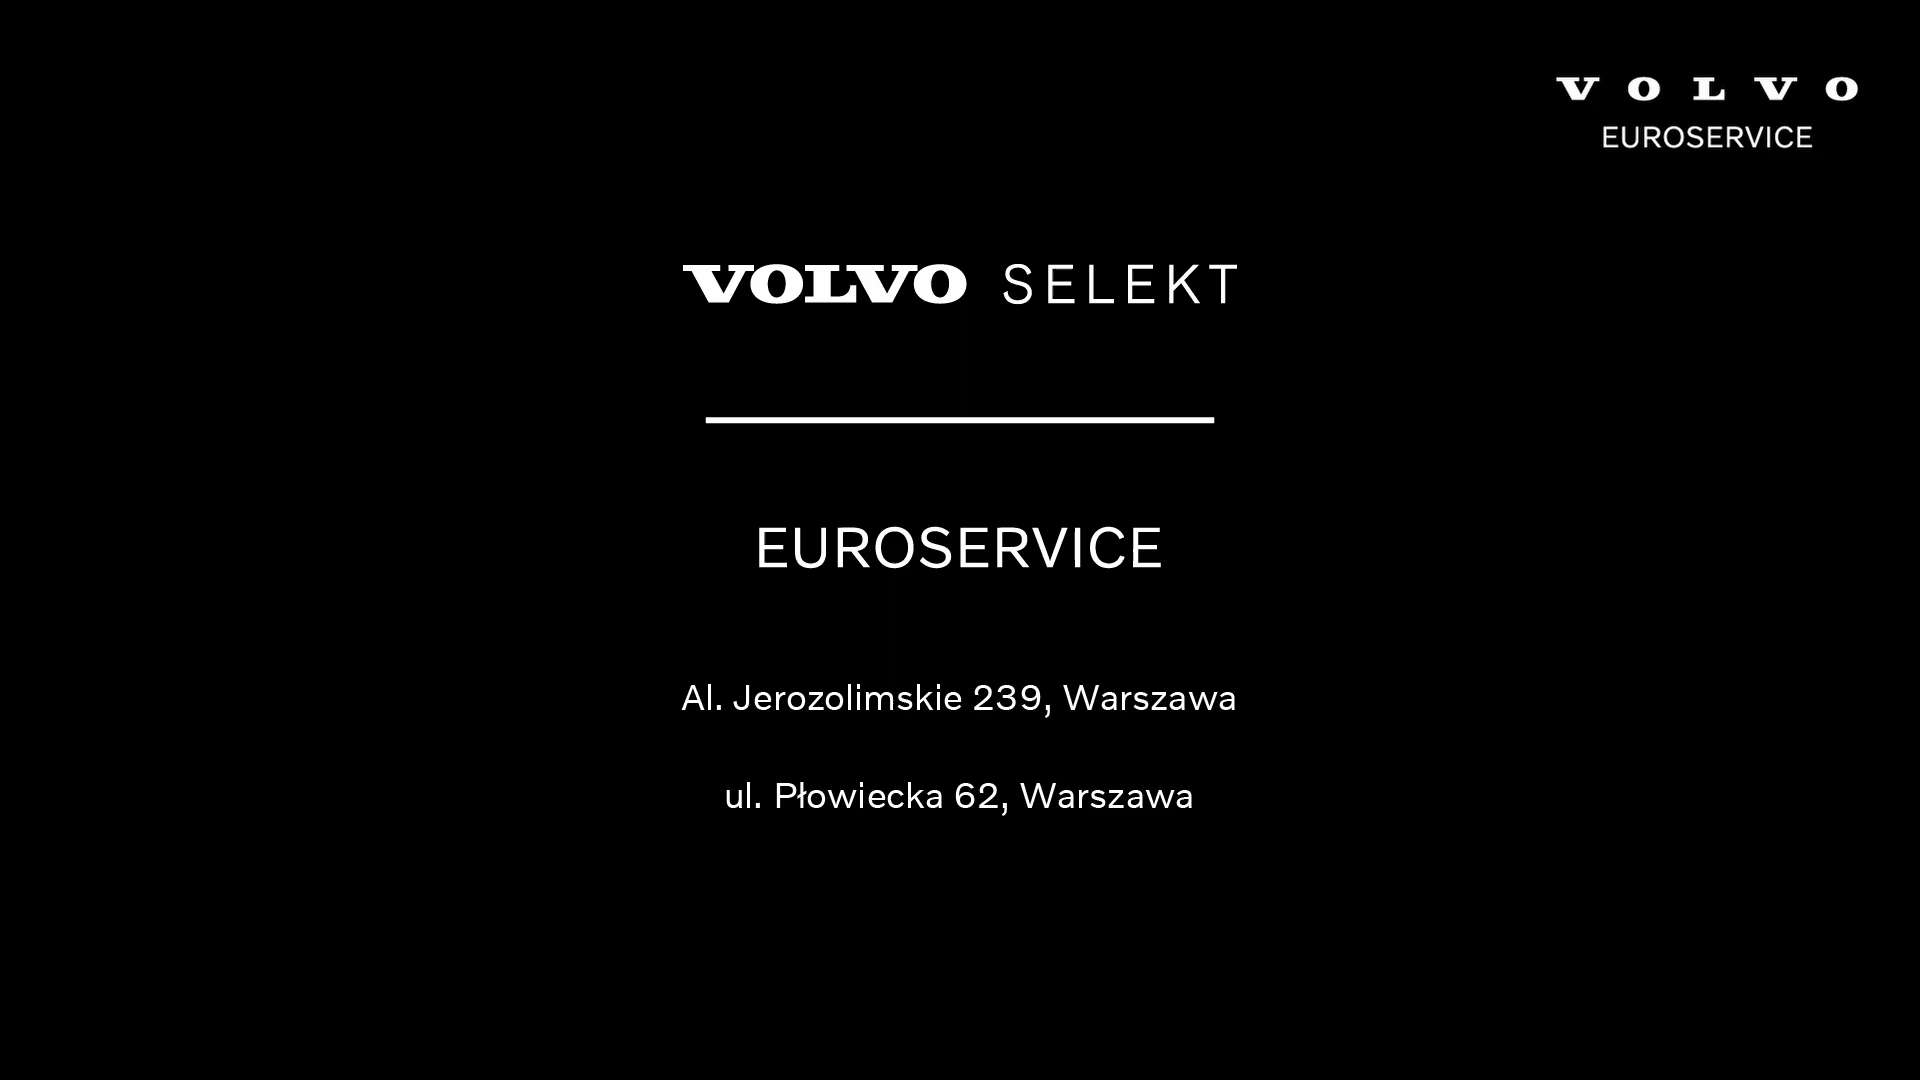 VOLVO
EUROSERVICE
VOLVO SELEKT
EUROSERVICE
Al. Jerozolimskie 239, Warszawa
ul. Płowiecka 62, Warszawa